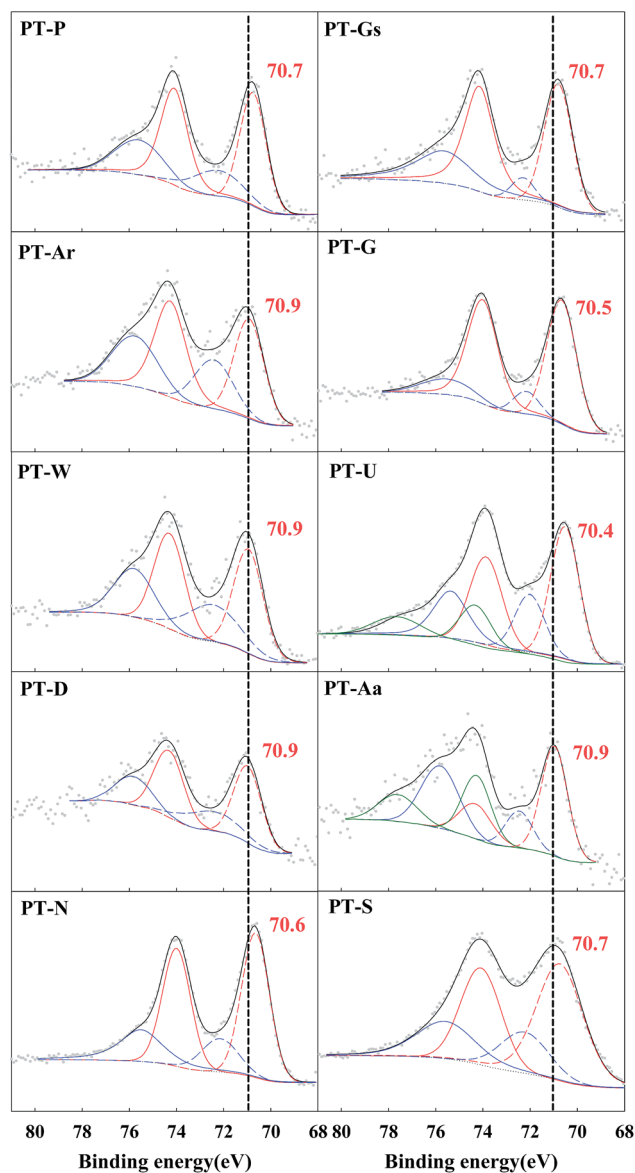 PT-P
70.7
PT-Gs
70.7
PT-Ar
70.9
PT-G
70.5
PT-W
70.9
PT-U
70.4
PT-D
70.9
PT-Aa
70.9
PT-N
70.6
PT-S
70.7
80 78 76 74 72 70 68
80 78 76 74 72 70 68
Binding energy(eV)
Binding energy(eV)